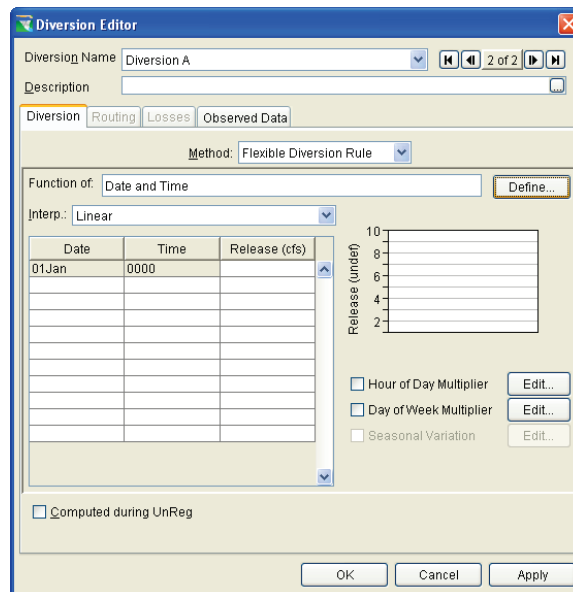 Diversion Editor
Diversion Name Diversion A 2 of 2
Description ...
Diversion Routing Losses Observed Data
Method: Flexible Diversion Rule
Function of: Date and Time Define...
Interp.: Linear
Date Time Release (cfs)
01Jan 0000
Release (undef)
10
8
6
4
2
Hour of Day Multiplier Edit...
Day of Week Multiplier Edit...
Seasonal Variation Edit...
Computed during UnReg
OK Cancel Apply